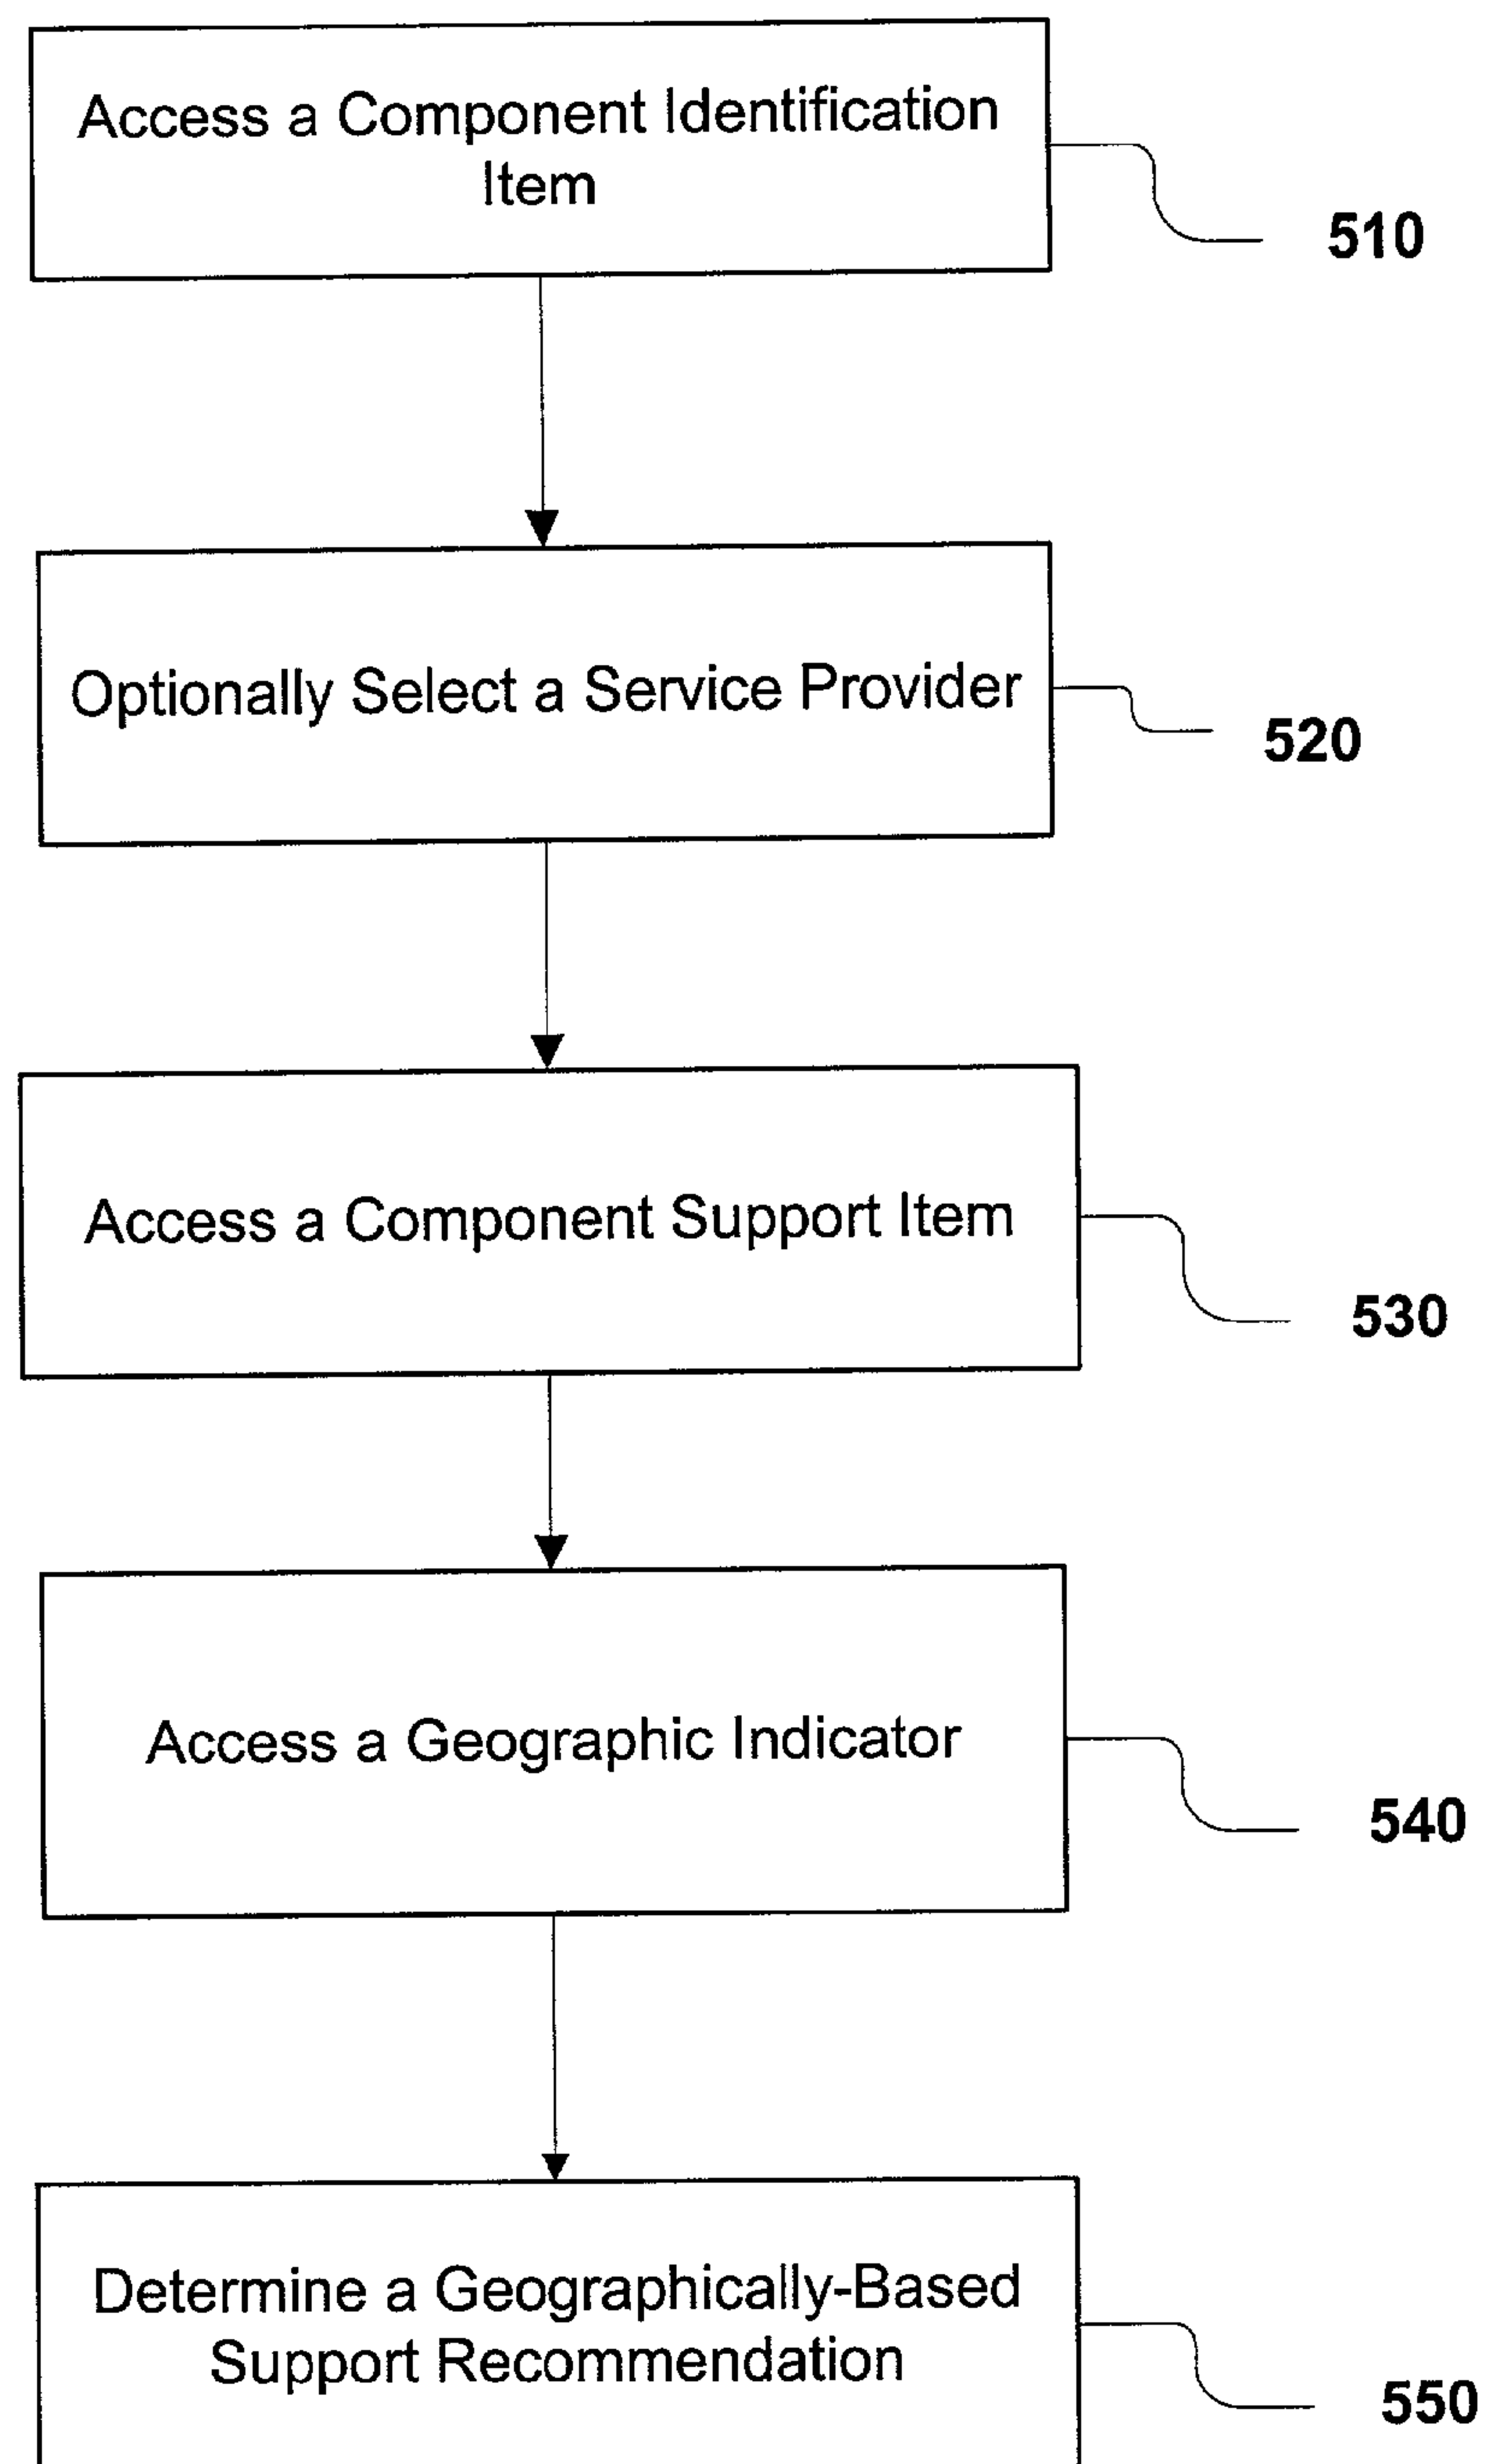 Access a Component Identification
Item
510
Optionally Select a Service Provider
520
Access a Component Support Item
530
Access a Geographic Indicator
540
Determine a Geographically-Based
Support Recommendation
550